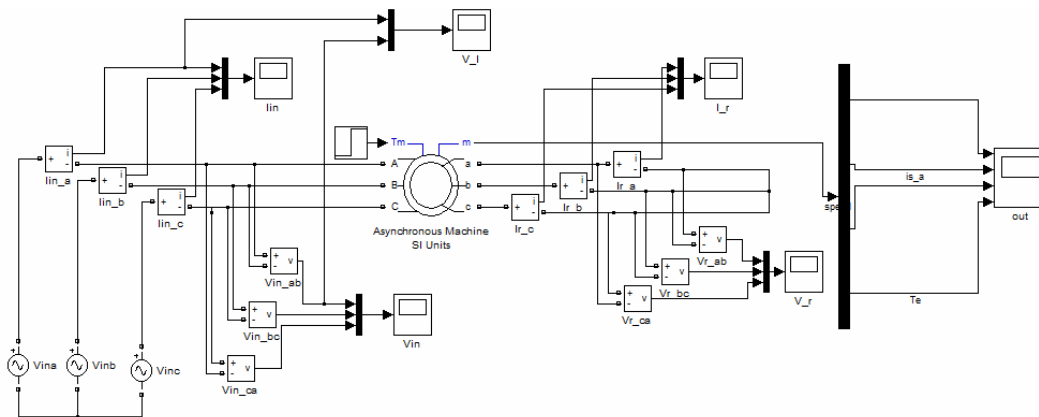 V_I
Iin
I_r
Tm
m
i
+
-
Iin_a
i
+
-
Iin_b
i
+
-
Iin_c
A
B
C
a
b
c
Asynchronous Machine
SI Units
i
+
-
Ir_a
i
+
-
Ir_b
i
+
-
Ir_c
is_a
out
+
-
v
Vin_ab
+
-
v
Vin_bc
+
-
v
Vin_ca
Vin
+
-
v
Vr_ab
+
-
v
Vr_bc
+
-
v
Vr_ca
V_r
Te
+
Vina
+
Vinb
+
Vinc